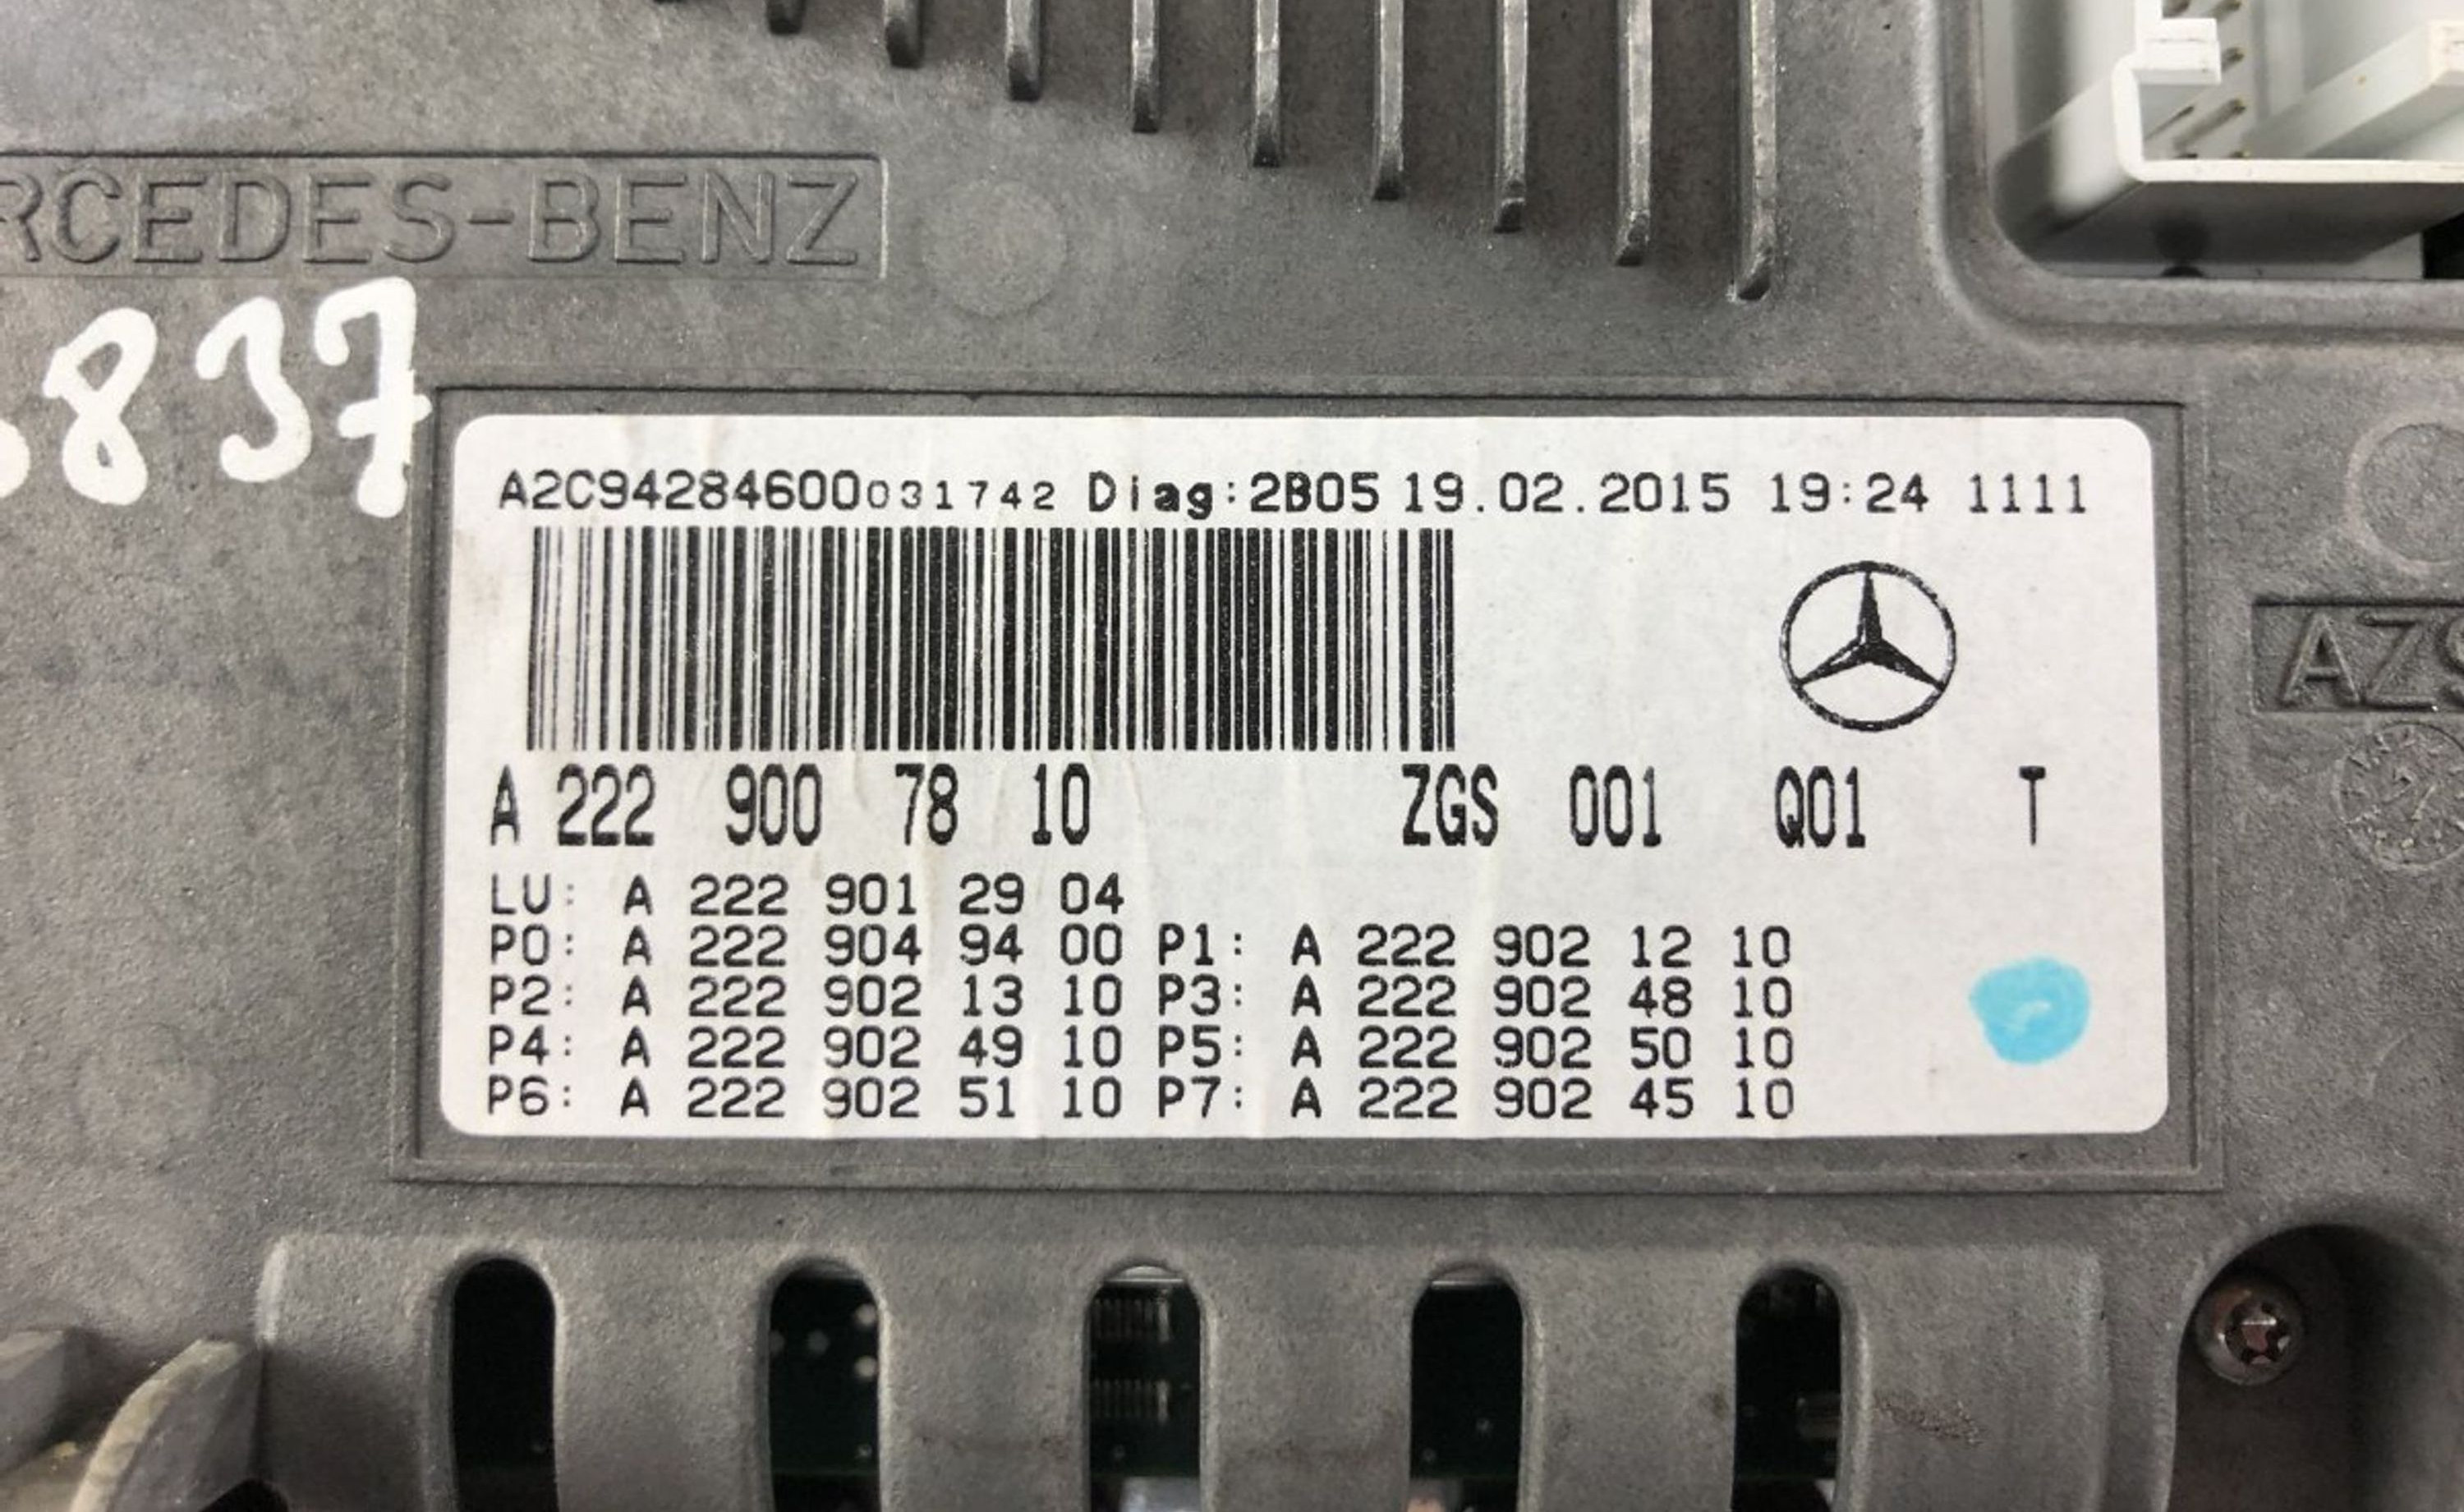 RCEDES-BENZ
837
A2C94284600031742 Diag:2B05 19.02.2015 19:24 1111
A 222 900 78 10 ZGS 001 Q01 T
LU: A 222 901 29 04
P0: A 222 904 94 00 P1: A 222 902 12 10
P2: A 222 902 13 10 P3: A 222 902 48 10
P4: A 222 902 49 10 P5: A 222 902 50 10
P6: A 222 902 51 10 P7: A 222 902 45 10
AZS